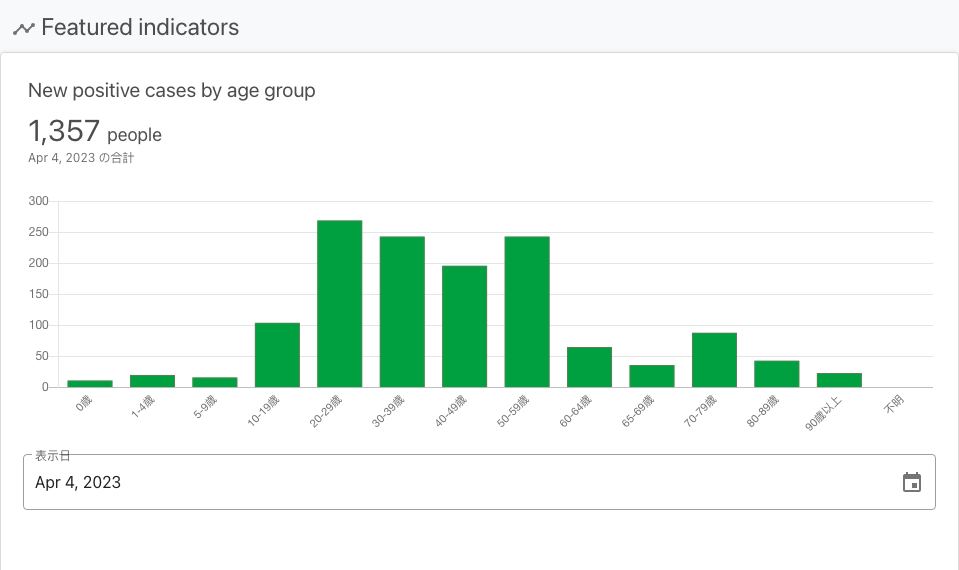 Featured indicators
New positive cases by age group
1,357 people
Apr 4, 2023 の合計
300
250
200
150
100
50
0
0歳
1-4歳
5-9歳
10-19歳
20-29歳
30-39歳
40-49歳
50-59歳
60-64歳
65-69歳
70-79歳
80-89歳
90歳以上
不明
表示日
Apr 4, 2023